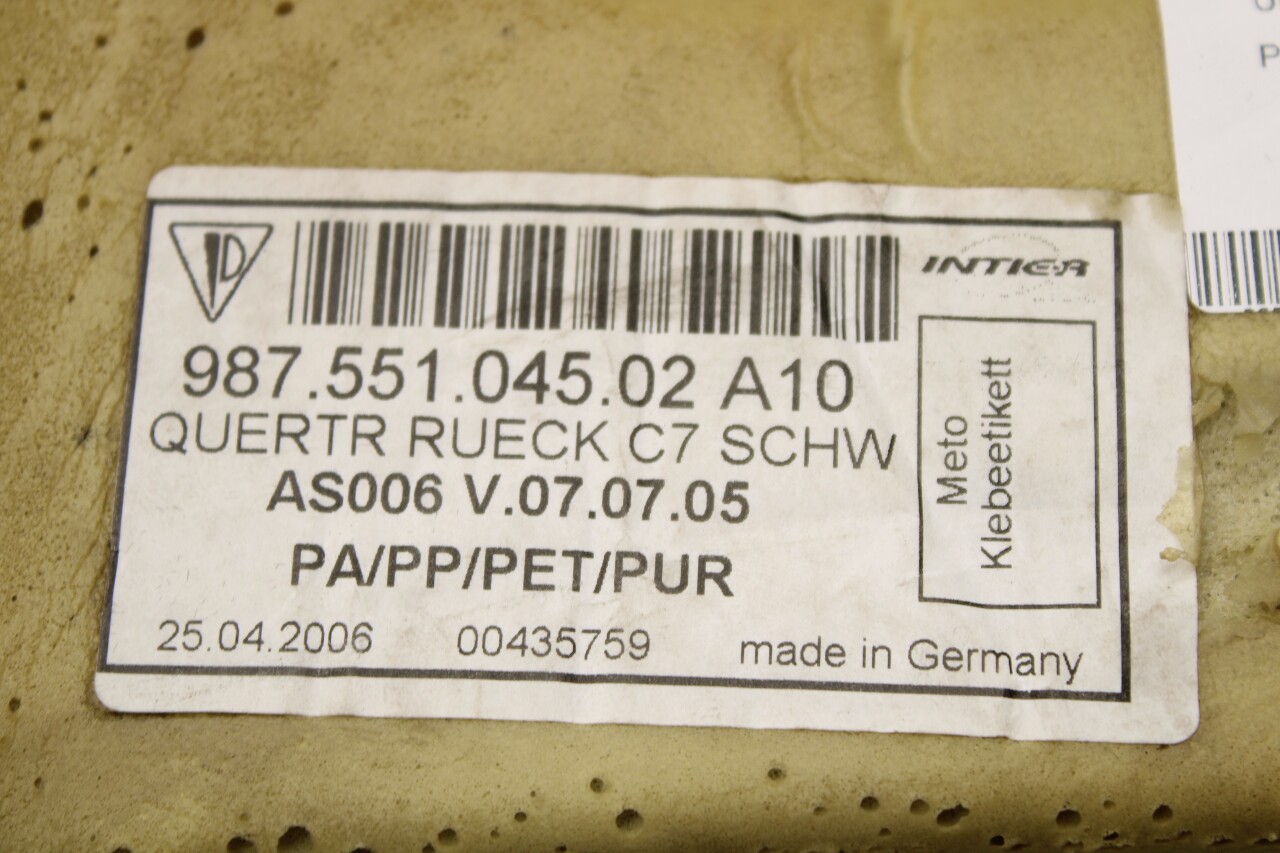 INTIER
987.551.045.02 A10
QUERTR RUECK C7 SCHW
AS006 V.07.07.05
PA/PP/PET/PUR
25.04.2006 00435759 made in Germany
Meto
Klebeetikett
P